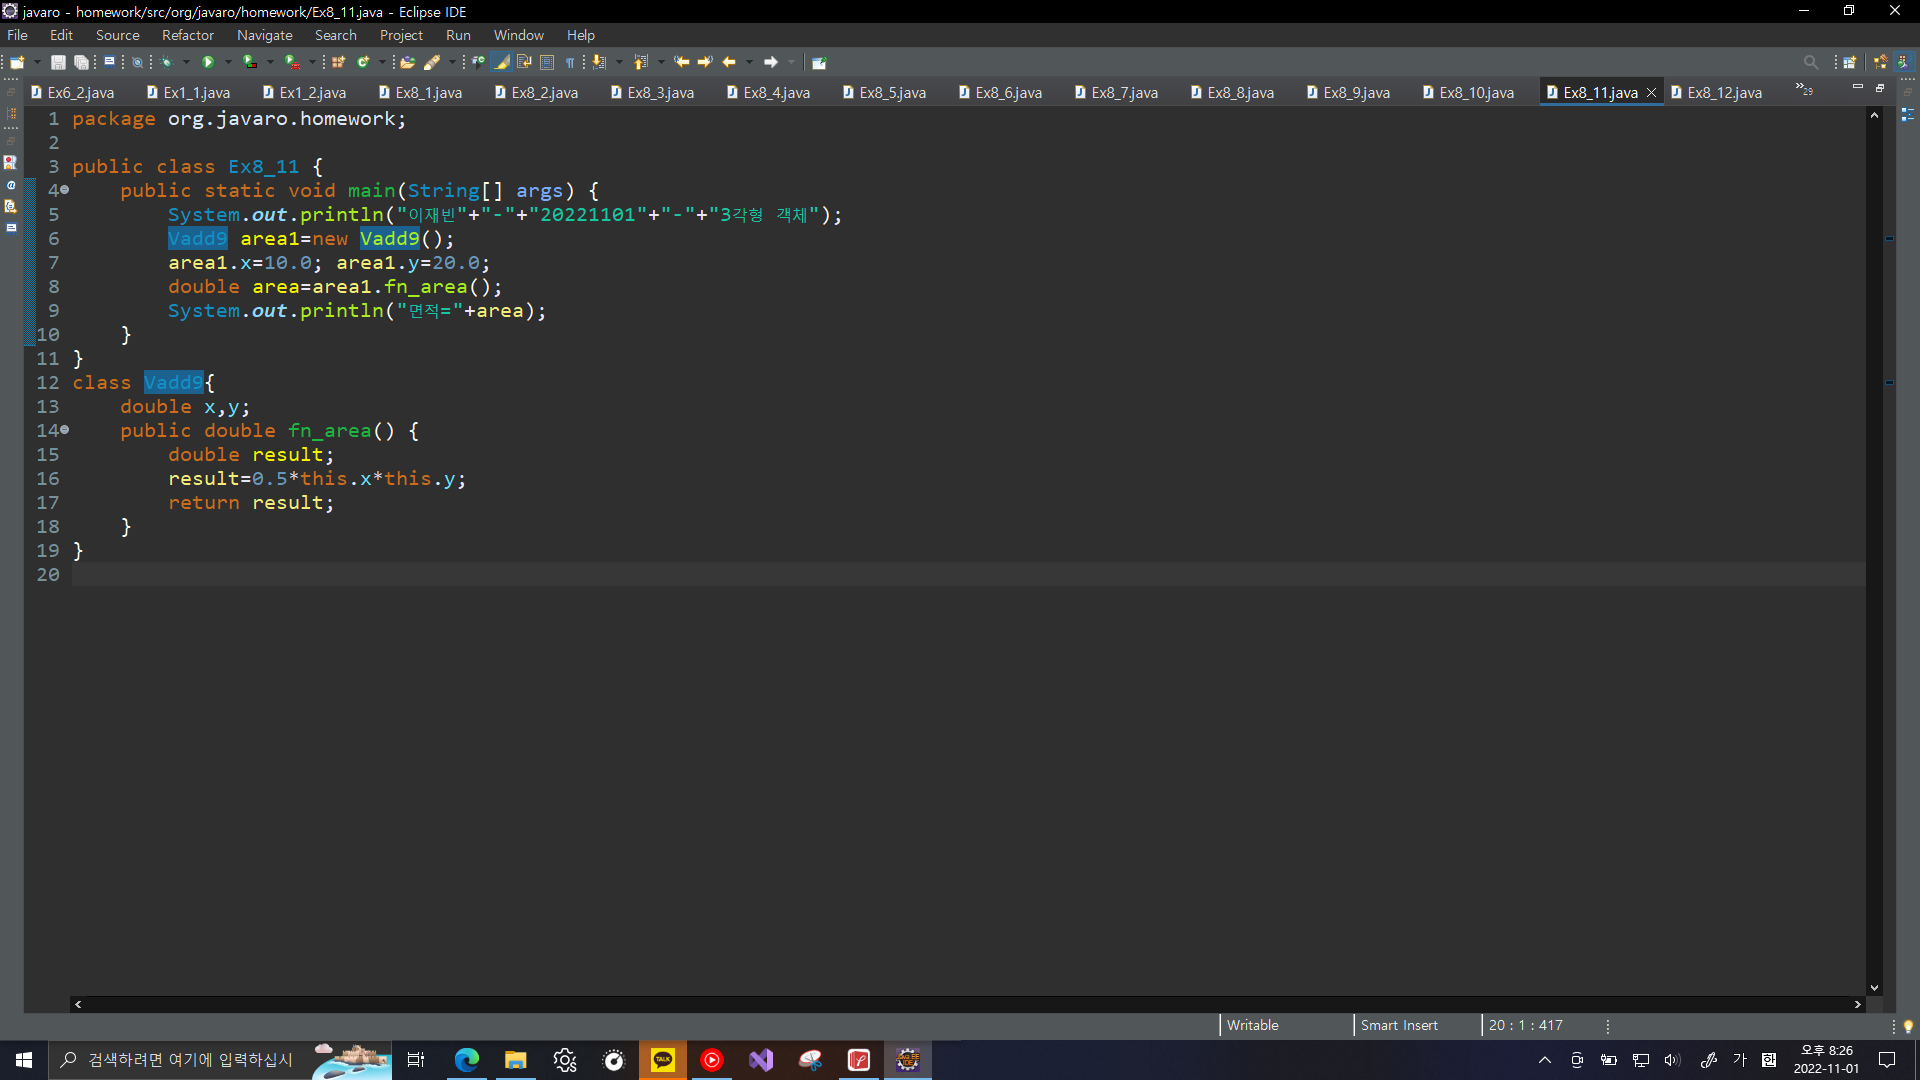 javaro - homework/src/org/javaro/homework/Ex8_11.java - Eclipse IDE
File Edit Source Refactor Navigate Search Project Run Window Help
Ex6_2.java Ex1_1.java Ex1_2.java Ex8_1.java Ex8_2.java Ex8_3.java Ex8_4.java Ex8_5.java Ex8_6.java Ex8_7.java Ex8_8.java Ex8_9.java Ex8_10.java Ex8_11.java Ex8_12.java »29
1 package org.javaro.homework;
2
3 public class Ex8_11 {
4 public static void main(String[] args) {
5 System.out.println("이재빈"+"-"+"20221101"+"-"+"3각형 객체");
6 Vadd9 area1=new Vadd9();
7 area1.x=10.0; area1.y=20.0;
8 double area=area1.fn_area();
9 System.out.println("면적="+area);
10 }
11 }
12 class Vadd9{
13 double x,y;
14 public double fn_area() {
15 double result;
16 result=0.5*this.x*this.y;
17 return result;
18 }
19 }
20
Writable Smart Insert 20 : 1 : 417
검색하려면 여기에 입력하십시
TALK
가 오후 8:26
2022-11-01